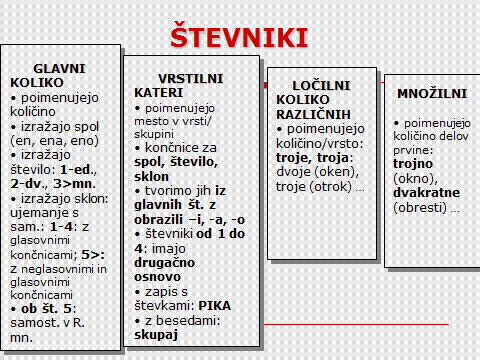 ŠTEVNIKI
GLAVNI
KOLIKO
• poimenujejo
količino
• izražajo spol
(en, ena, eno)
• izražajo
število: 1-ed.,
2-dv., 3>mn.
• izražajo sklon:
ujemanje s
sam.: 1-4: z
glasovnimi
končnicami; 5>:
z neglasovnimi in
glasovnimi
končnicami
• ob št. 5:
samost. v R.
mn.
VRSTILNI
KATERI
• poimenujejo
mesto v vrsti/
skupini
• končnice za
spol, število,
sklon
• tvorimo jih iz
glavnih št. z
obrazili –i, -a, -o
• števniki od 1 do
4: imajo
drugačno
osnovo
• zapis s
števkami: PIKA
• z besedami:
skupaj
LOČILNI
KOLIKO
RAZLIČNIH
• poimenujejo
količino/vrsto:
troje, troja:
dvoje (oken),
troje (otrok) …
MNOŽILNI
• poimenujejo
količino delov
prvine:
trojno
(okno),
dvakratne
(obresti) …